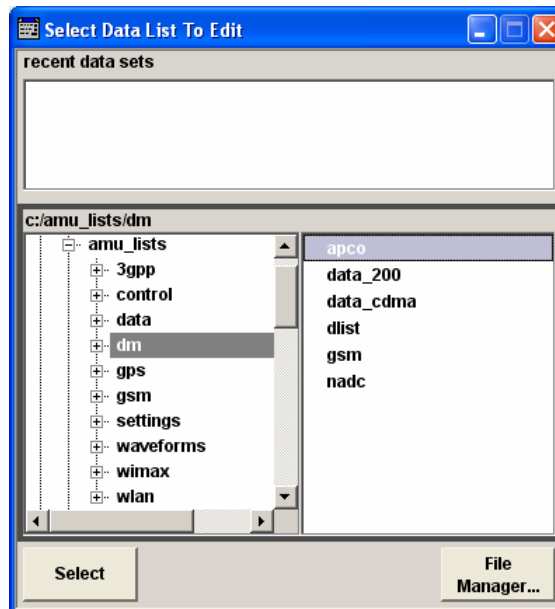 Select Data List To Edit
recent data sets
c:/amu_lists/dm
amu_lists
3gpp
control
data
dm
gps
gsm
settings
waveforms
wimax
wlan
apco
data_200
data_cdma
dlist
gsm
nadc
Select
File
Manager...